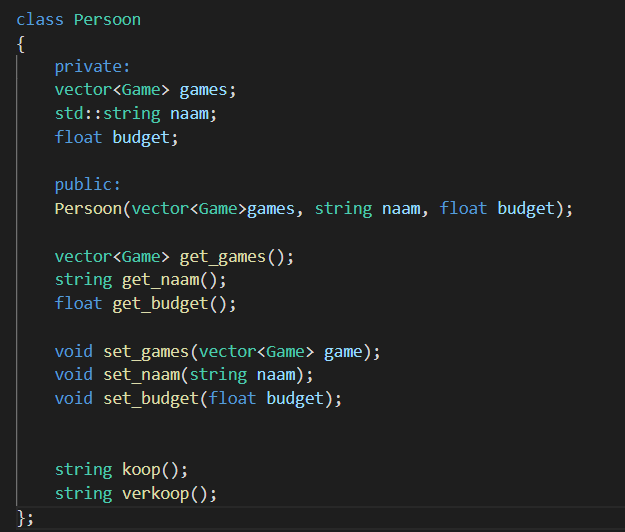 class Persoon
{
private:
vector<Game> games;
std::string naam;
float budget;
public:
Persoon(vector<Game>games, string naam, float budget);
vector<Game> get_games();
string get_naam();
float get_budget();
void set_games(vector<Game> game);
void set_naam(string naam);
void set_budget(float budget);
string koop();
string verkoop();
};